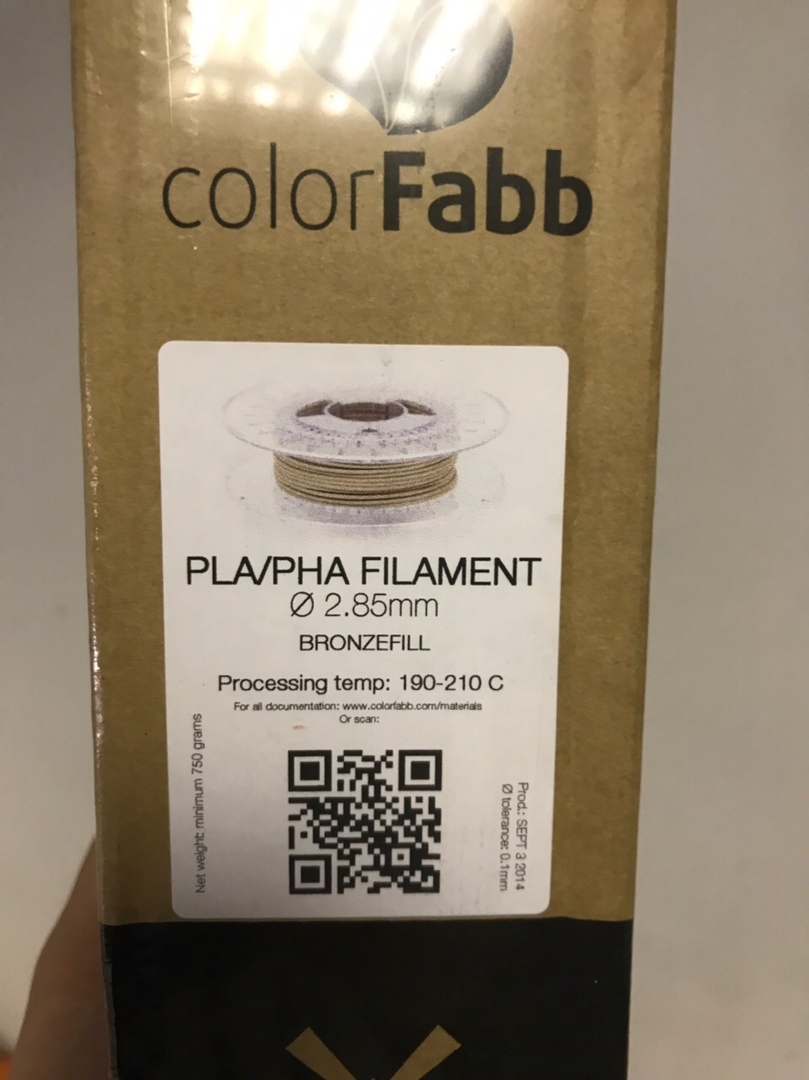 colorFabb
PLA/PHA FILAMENT
Ø 2.85mm
BRONZEFILL
Processing temp: 190-210 C
For all documentation: www.colorfabb.com/materials
Or scan:
Net weight: minimum 750 grams
Prod.: SEPT 3 2014
Ø tolerance: 0.1mm